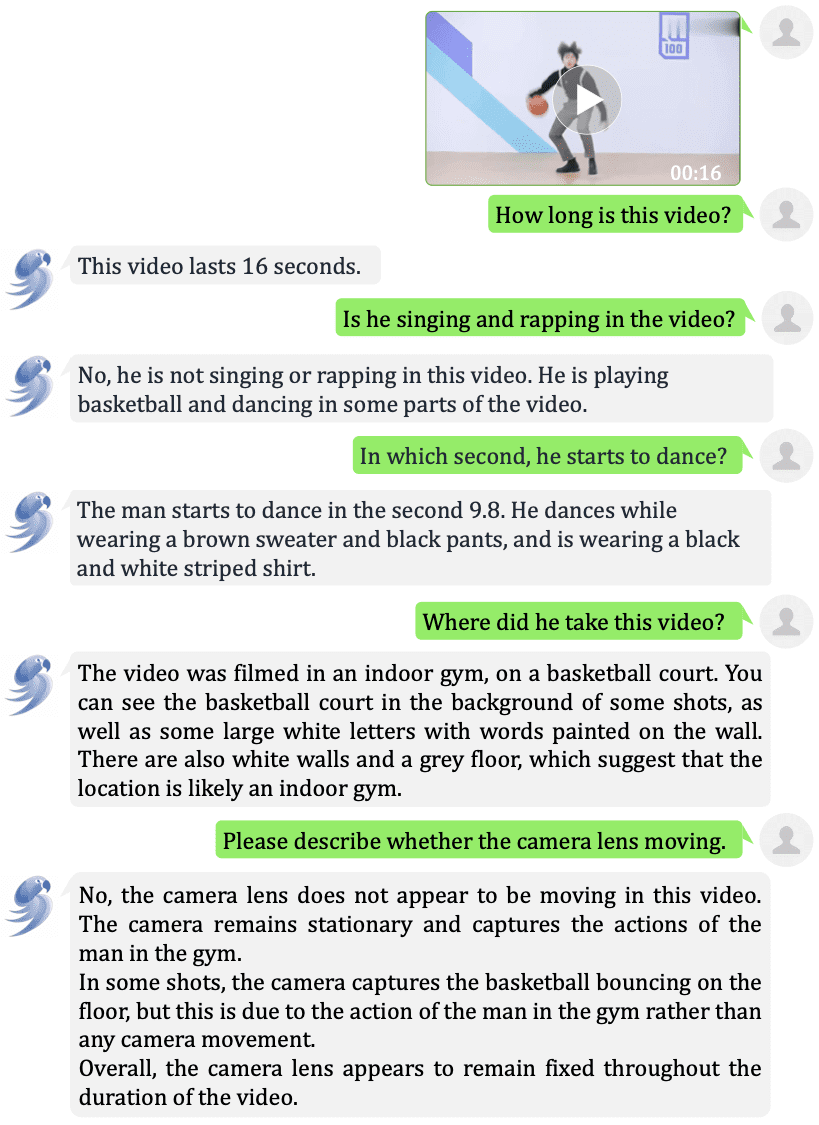 100
00:16
How long is this video?
This video lasts 16 seconds.
Is he singing and rapping in the video?
No, he is not singing or rapping in this video. He is playing
basketball and dancing in some parts of the video.
In which second, he starts to dance?
The man starts to dance in the second 9.8. He dances while
wearing a brown sweater and black pants, and is wearing a black
and white striped shirt.
Where did he take this video?
The video was filmed in an indoor gym, on a basketball court. You
can see the basketball court in the background of some shots, as
well as some large white letters with words painted on the wall.
There are also white walls and a grey floor, which suggest that the
location is likely an indoor gym.
Please describe whether the camera lens moving.
No, the camera lens does not appear to be moving in this video.
The camera remains stationary and captures the actions of the
man in the gym.
In some shots, the camera captures the basketball bouncing on the
floor, but this is due to the action of the man in the gym rather than
any camera movement.
Overall, the camera lens appears to remain fixed throughout the
duration of the video.